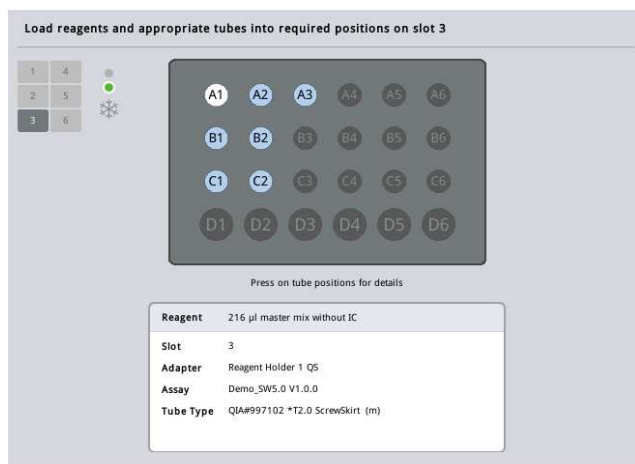 Load reagents and appropriate tubes into required positions on slot 3
1 4
2 5
3 6
A1 A2 A3 A4 A5 A6
B1 B2 B3 B4 B5 B6
C1 C2 C3 C4 C5 C6
D1 D2 D3 D4 D5 D6
Press on tube positions for details
Reagent 216 µl master mix without IC
Slot 3
Adapter Reagent Holder 1 QS
Assay Demo_SW5.0 V1.0.0
Tube Type QIA#997102 *T2.0 ScrewSkirt (m)